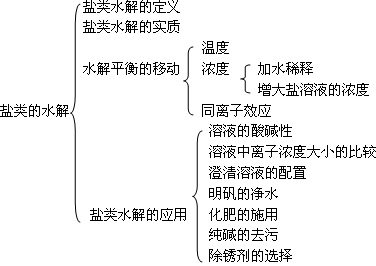 盐类的水解
盐类水解的定义
盐类水解的实质
水解平衡的移动
温度
浓度
加水稀释
增大盐溶液的浓度
同离子效应
盐类水解的应用
溶液的酸碱性
溶液中离子浓度大小的比较
澄清溶液的配置
明矾的净水
化肥的施用
纯碱的去污
除锈剂的选择